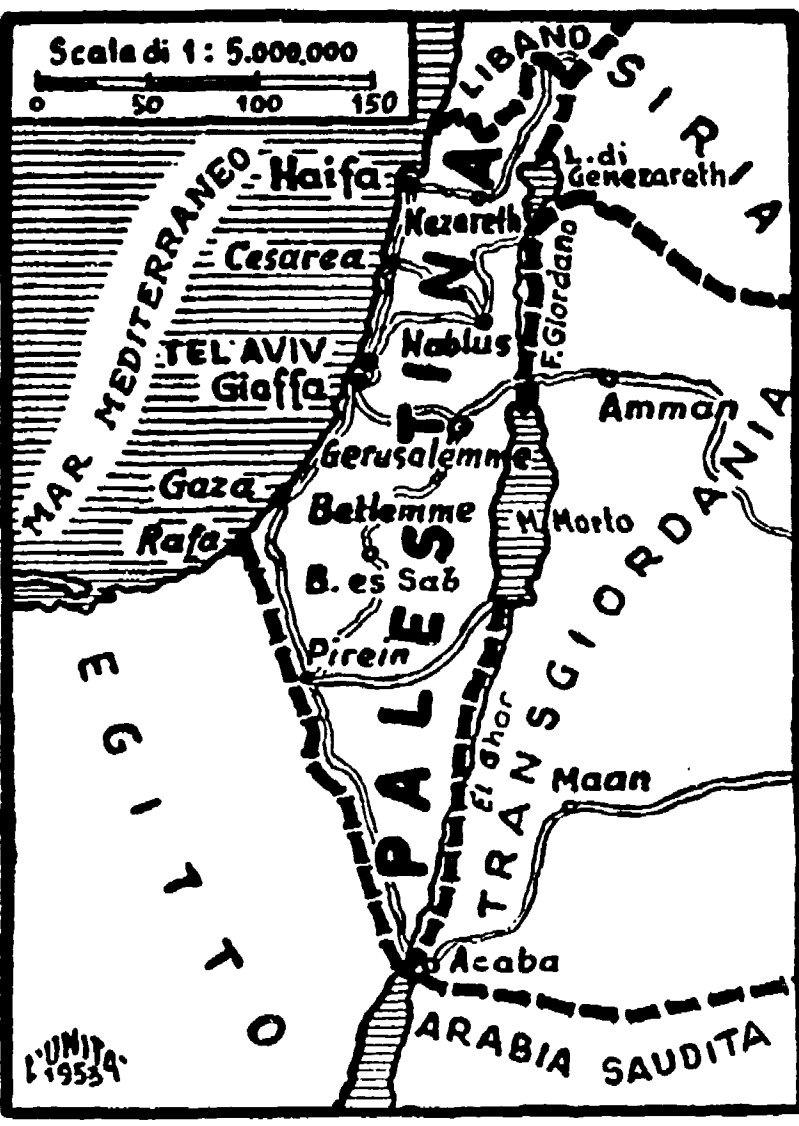 Scala di 1 : 5.000.000
0 50 100 150
LIBANO
SIRIA
MAR MEDITERRANEO
Haifa
L. di
Genezareth
Nazareth
Cesarea
F. Giordano
TEL'AVIV
Giaffa
Nablus
Amman
Gerusalemme
Gaza
Betlemme
M. Morto
Rafa
B. es Sab
Pirein
PALESTINA
TRANSGIORDANIA
El Ghor
Maan
EGITTO
Acaba
ARABIA SAUDITA
L'UNITA'
1953